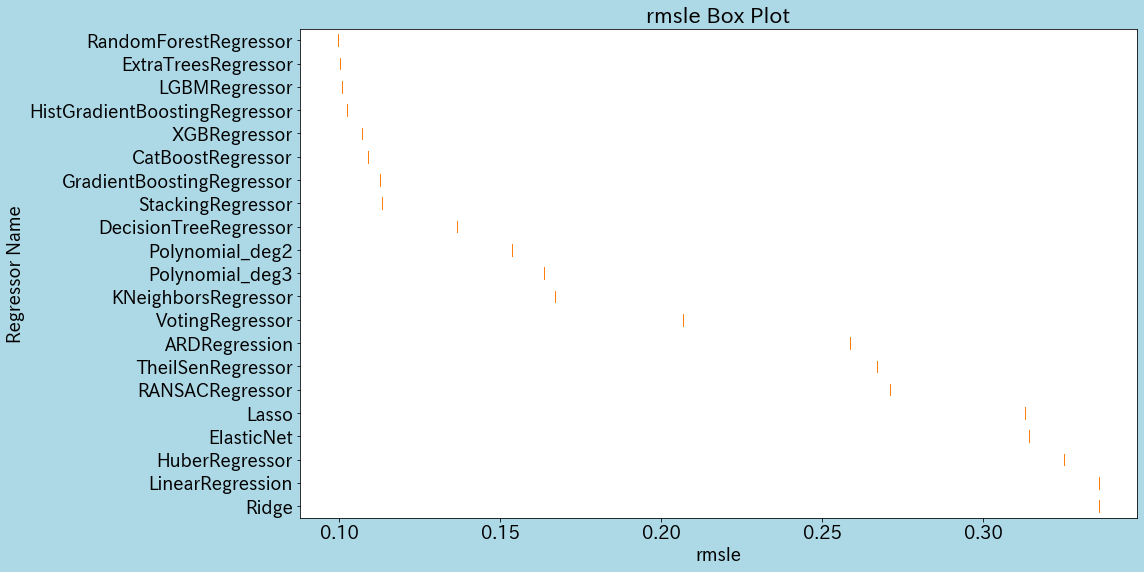 rmsle Box Plot
Regressor Name
RandomForestRegressor
ExtraTreesRegressor
LGBMRegressor
HistGradientBoostingRegressor
XGBRegressor
CatBoostRegressor
GradientBoostingRegressor
StackingRegressor
DecisionTreeRegressor
Polynomial_deg2
Polynomial_deg3
KNeighborsRegressor
VotingRegressor
ARDRegression
TheilSenRegressor
RANSACRegressor
Lasso
ElasticNet
HuberRegressor
LinearRegression
Ridge
0.10 0.15 0.20 0.25 0.30
rmsle